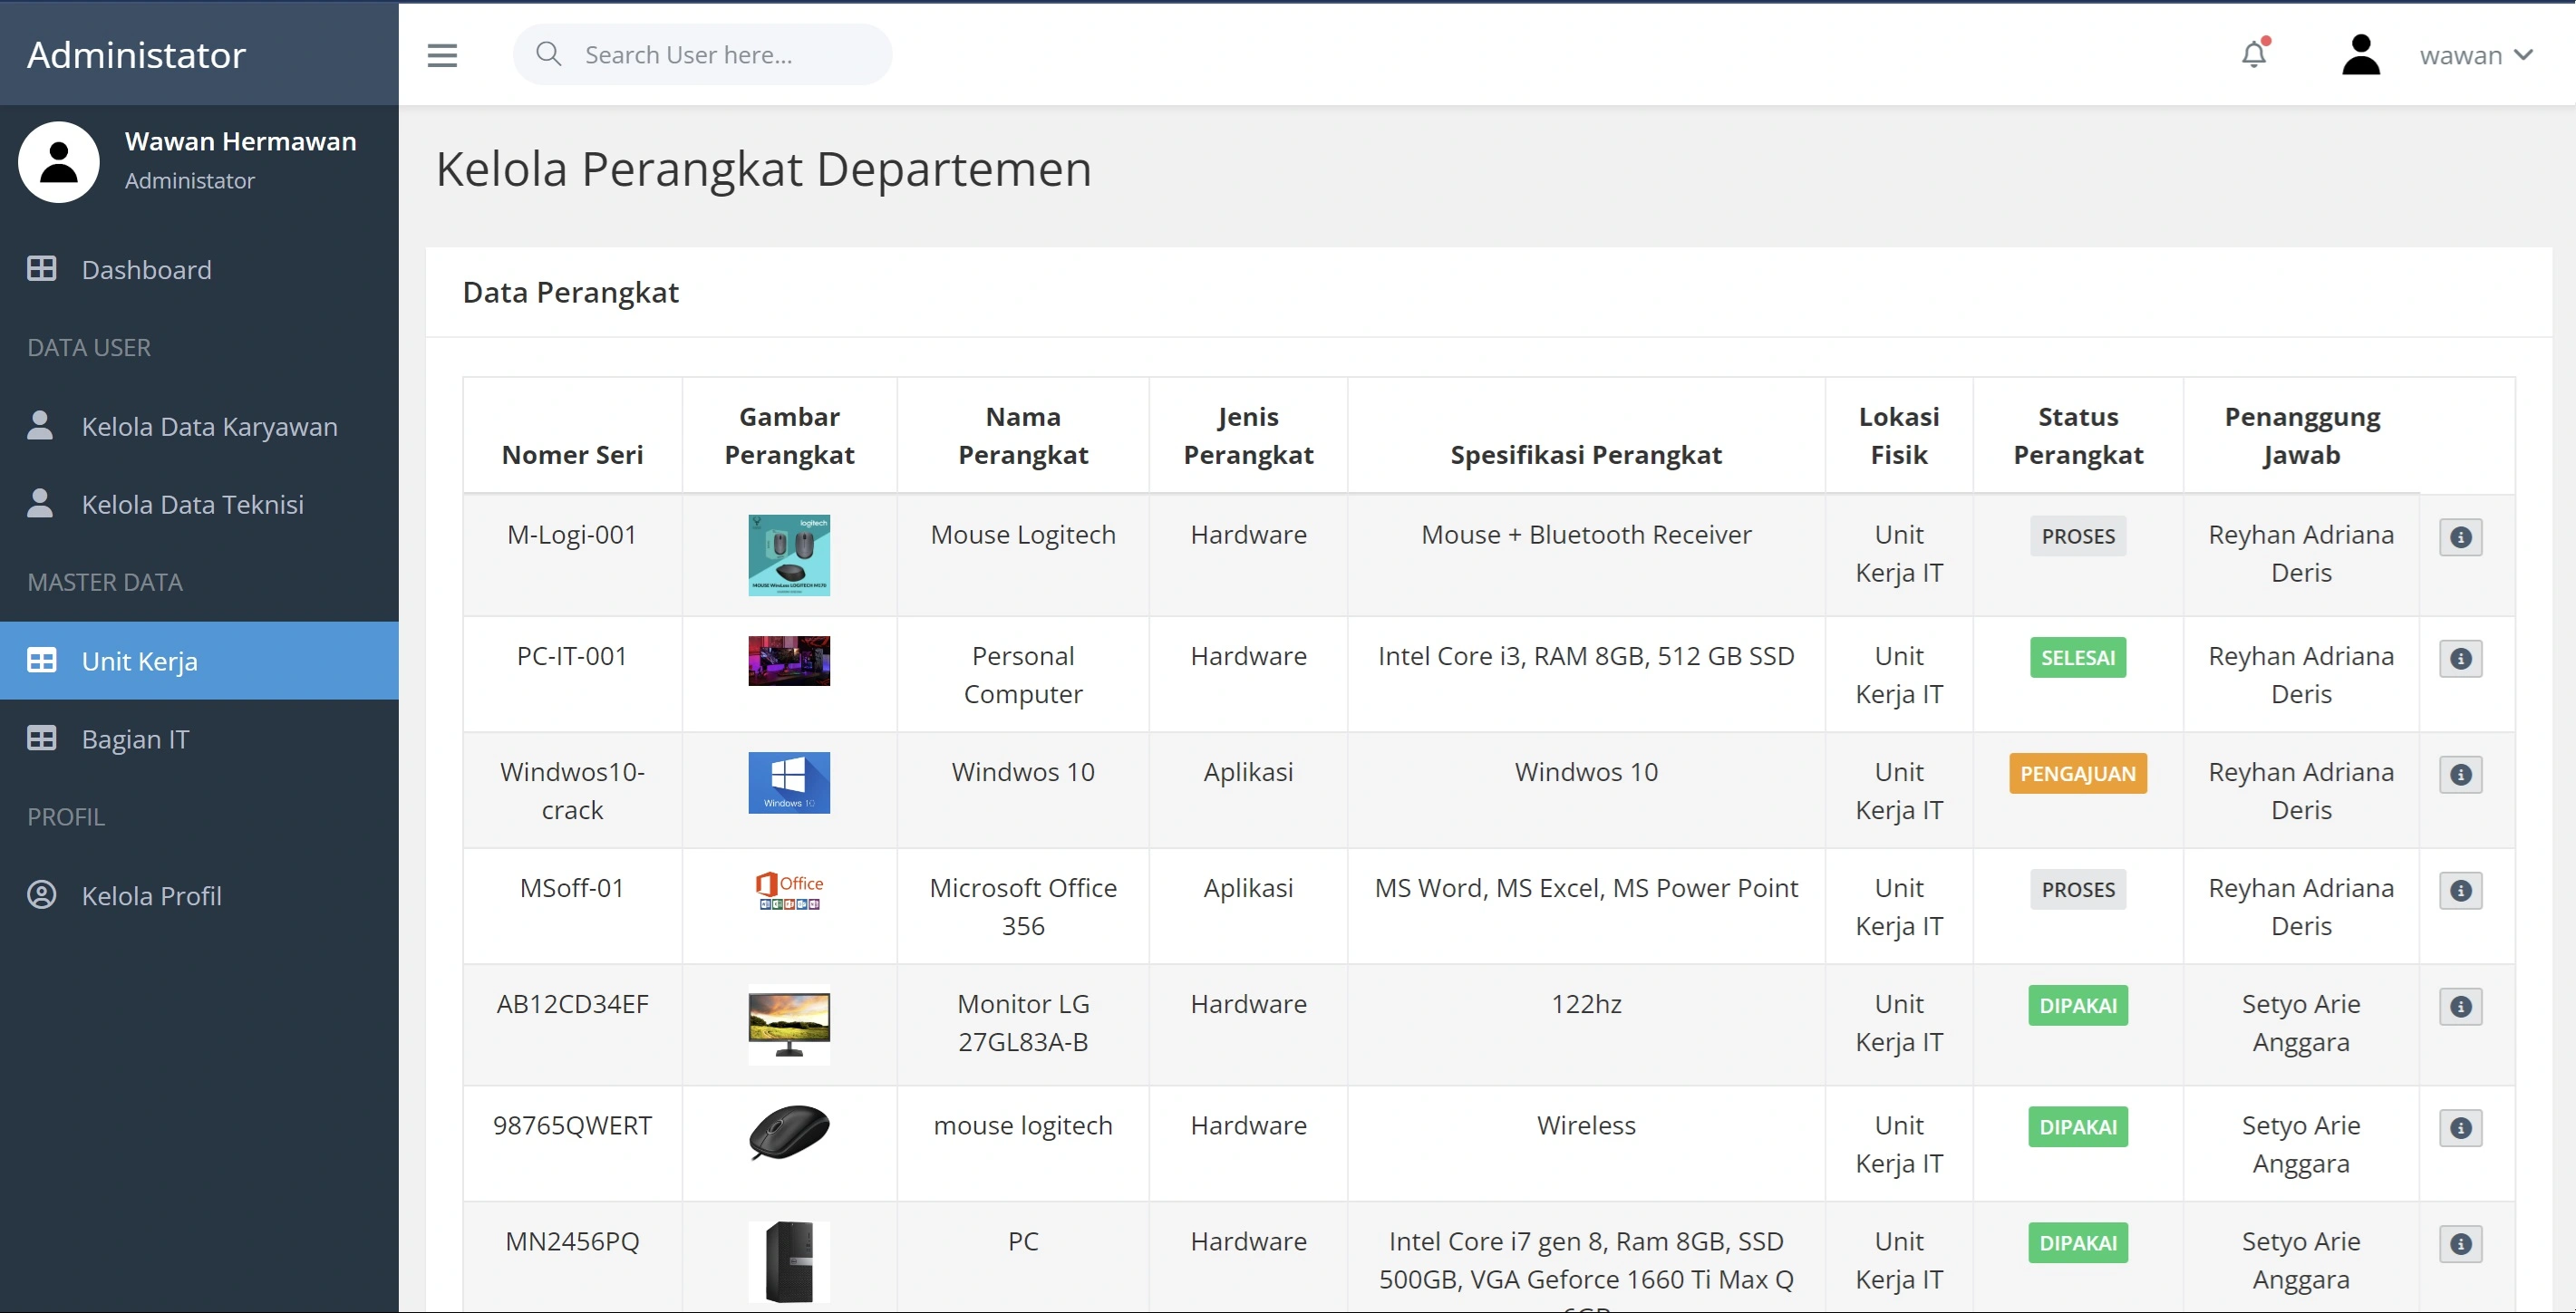 Administator
Search User here...
wawan
Wawan Hermawan
Administator
Dashboard
DATA USER
Kelola Data Karyawan
Kelola Data Teknisi
MASTER DATA
Unit Kerja
Bagian IT
PROFIL
Kelola Profil
Kelola Perangkat Departemen
Data Perangkat
Nomer Seri
Gambar
Perangkat
Nama
Perangkat
Jenis
Perangkat
Spesifikasi Perangkat
Lokasi
Fisik
Status
Perangkat
Penanggung
Jawab
M-Logi-001
logitech
MOUSE Wireless LOGITECH M170
Mouse Logitech
Hardware
Mouse + Bluetooth Receiver
Unit
Kerja IT
PROSES
Reyhan Adriana
Deris
PC-IT-001
Personal
Computer
Hardware
Intel Core i3, RAM 8GB, 512 GB SSD
Unit
Kerja IT
SELESAI
Reyhan Adriana
Deris
Windwos10-
crack
Windows 10
Windwos 10
Aplikasi
Windwos 10
Unit
Kerja IT
PENGAJUAN
Reyhan Adriana
Deris
MSoff-01
Office
Microsoft Office
356
Aplikasi
MS Word, MS Excel, MS Power Point
Unit
Kerja IT
PROSES
Reyhan Adriana
Deris
AB12CD34EF
Monitor LG
27GL83A-B
Hardware
122hz
Unit
Kerja IT
DIPAKAI
Setyo Arie
Anggara
98765QWERT
mouse logitech
Hardware
Wireless
Unit
Kerja IT
DIPAKAI
Setyo Arie
Anggara
MN2456PQ
PC
Hardware
Intel Core i7 gen 8, Ram 8GB, SSD
500GB, VGA Geforce 1660 Ti Max Q
6GB
Unit
Kerja IT
DIPAKAI
Setyo Arie
Anggara